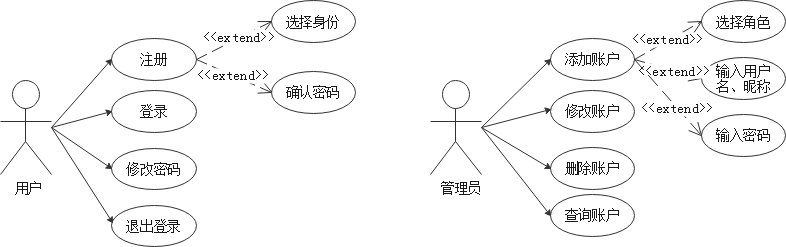 选择身份
<<extend>>
注册
<<extend>>
确认密码
登录
修改密码
退出登录
用户
选择角色
<<extend>>
添加账户
<<extend>>
输入用户
名、昵称
<<extend>>
修改账户
输入密码
删除账户
查询账户
管理员